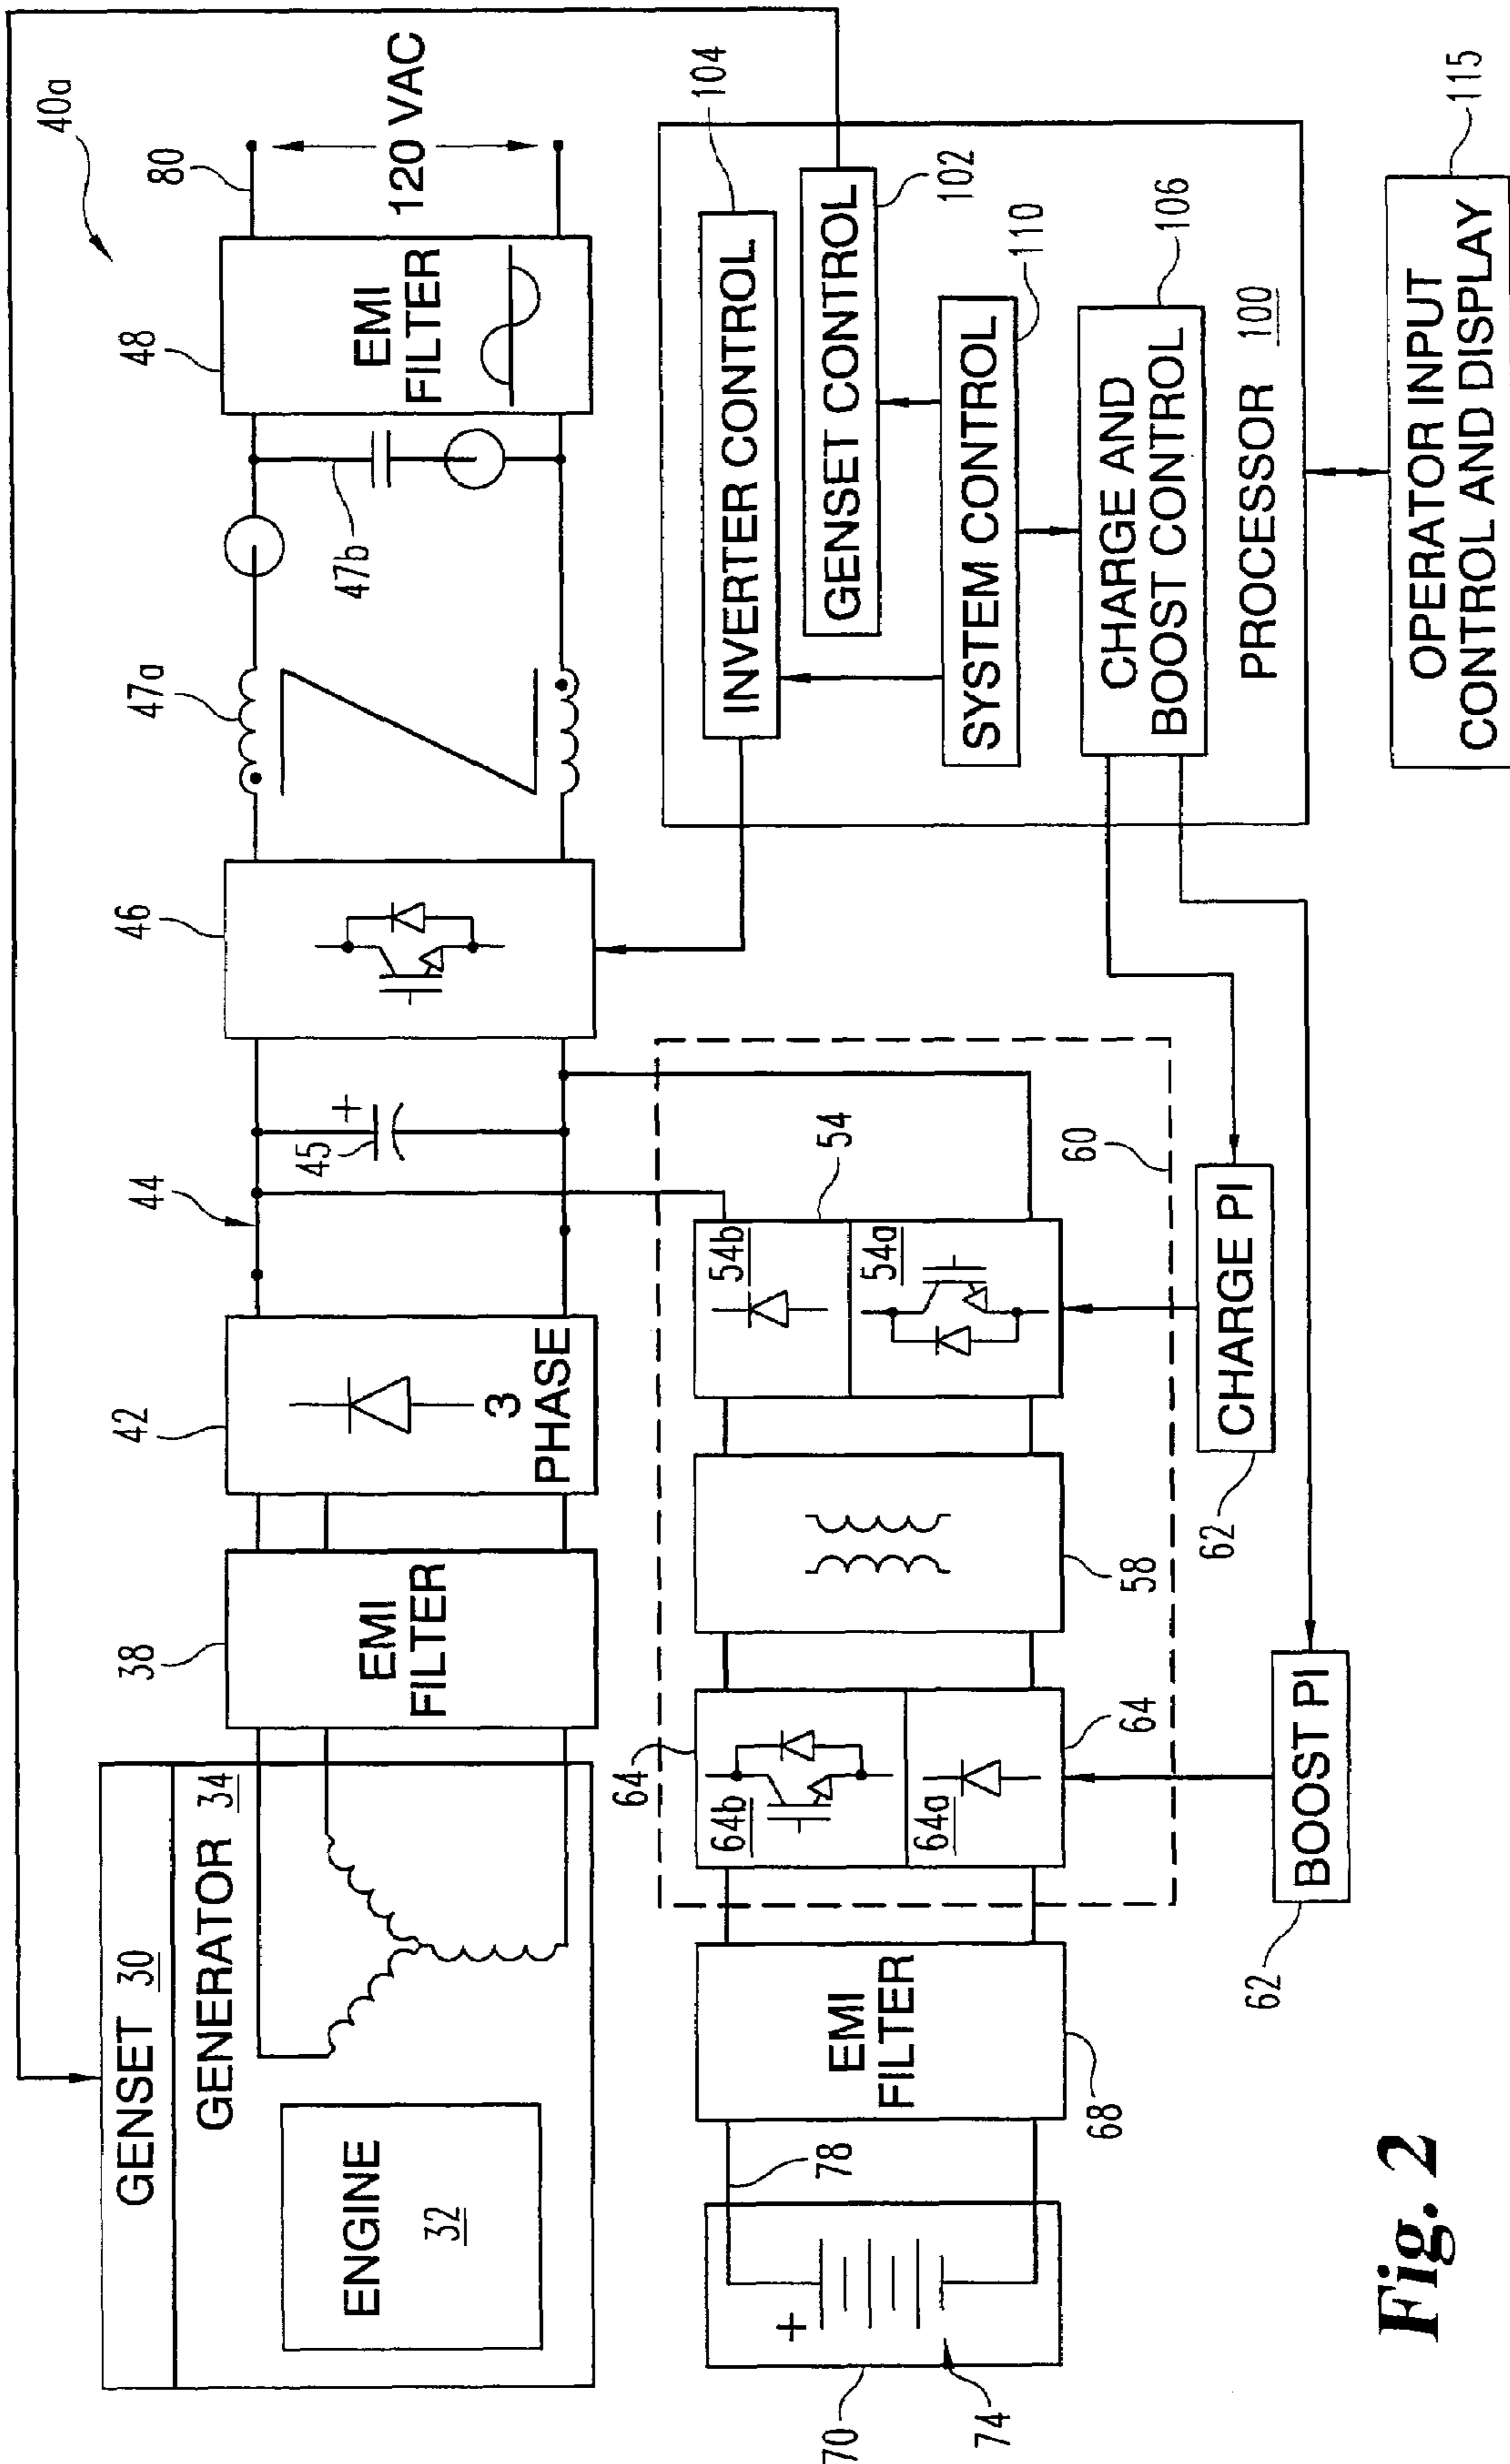 40a
GENSET 30
GENERATOR 34
ENGINE
32
38
EMI
FILTER
42
3
PHASE
44
45
+
46
47a
47b
48
EMI
FILTER
80
120 VAC
70
+
74
78
EMI
FILTER
68
64
64b
64a
64
58
54
54b
54a
60
104
INVERTER CONTROL
GENSET CONTROL
102
SYSTEM CONTROL
110
CHARGE AND
BOOST CONTROL
106
PROCESSOR 100
CHARGE PI
62
BOOST PI
62
OPERATOR INPUT
CONTROL AND DISPLAY
115
Fig. 2